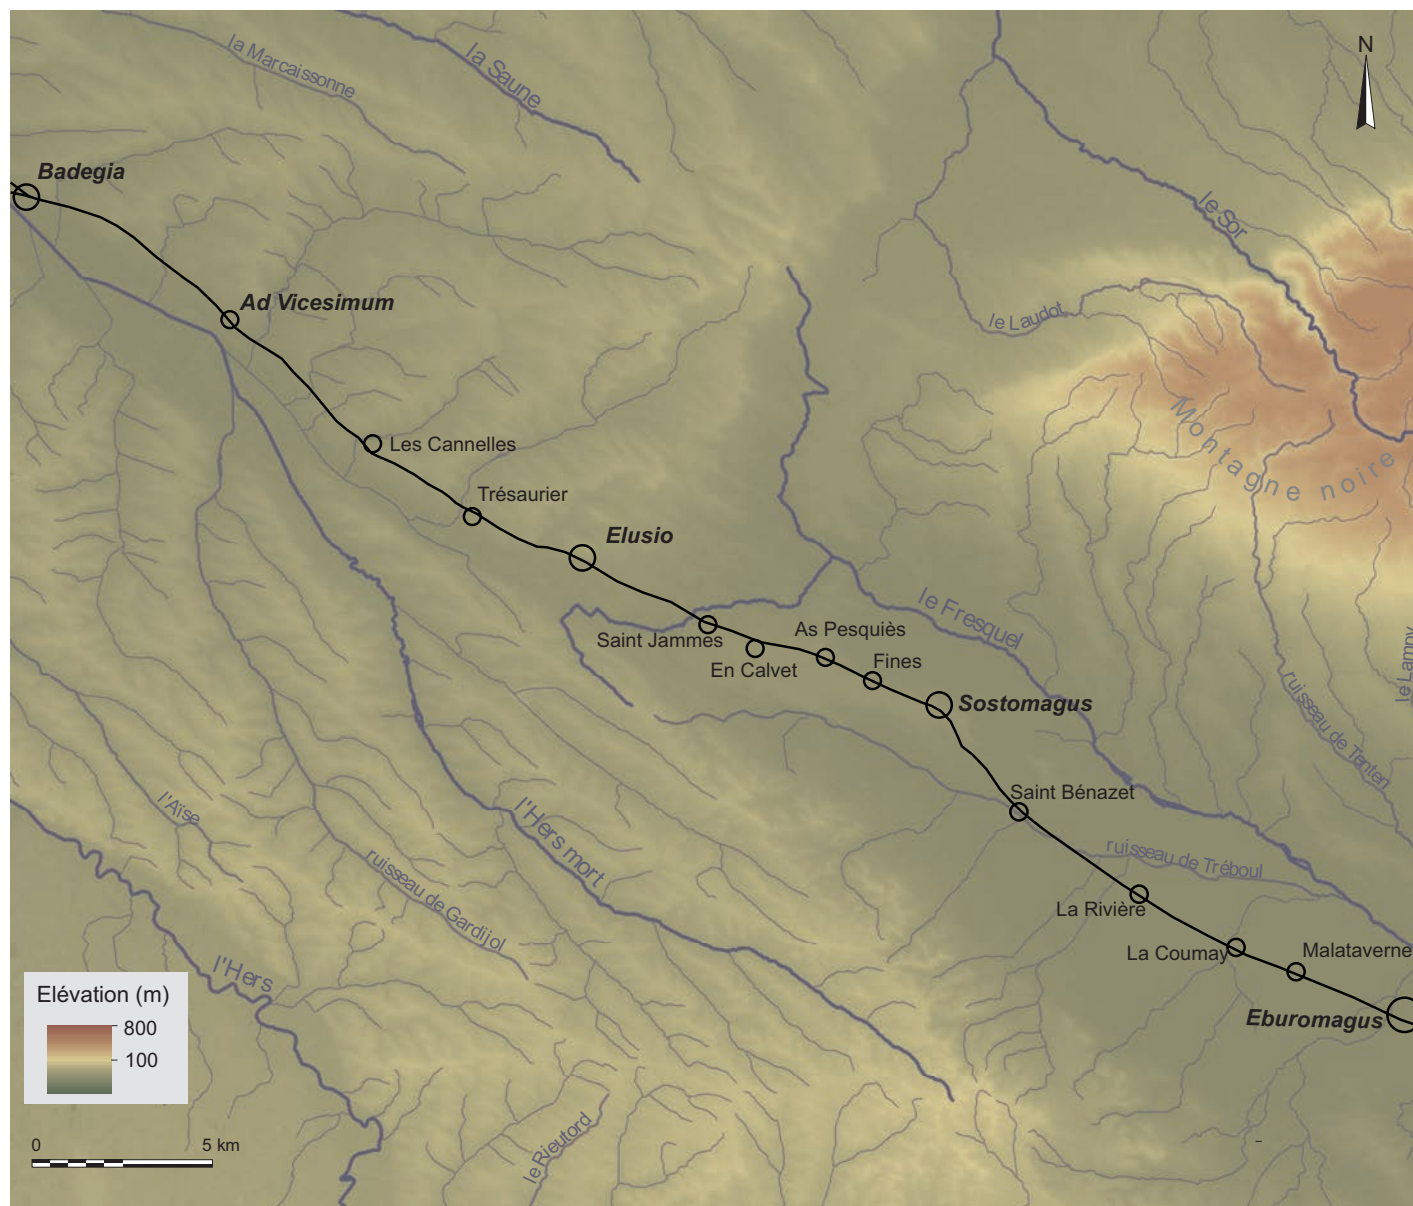 N
la Marcaissonne
la Saune
Badegia
le Sor
Ad Vicesimum
le Laudot
Montagne noire
Les Cannelles
Trésaurier
Elusio
le Fresquel
Saint Jammes
As Pesquiès
En Calvet
Fines
le Lampy
Sostomagus
ruisseau de Tenten
Saint Bénazet
l'Aïse
l'Hers mort
ruisseau de Gardijol
ruisseau de Tréboul
La Rivière
La Coumay
Malataverne
l'Hers
Eburomagus
Elévation (m)
800
100
le Rieutord
0 5 km